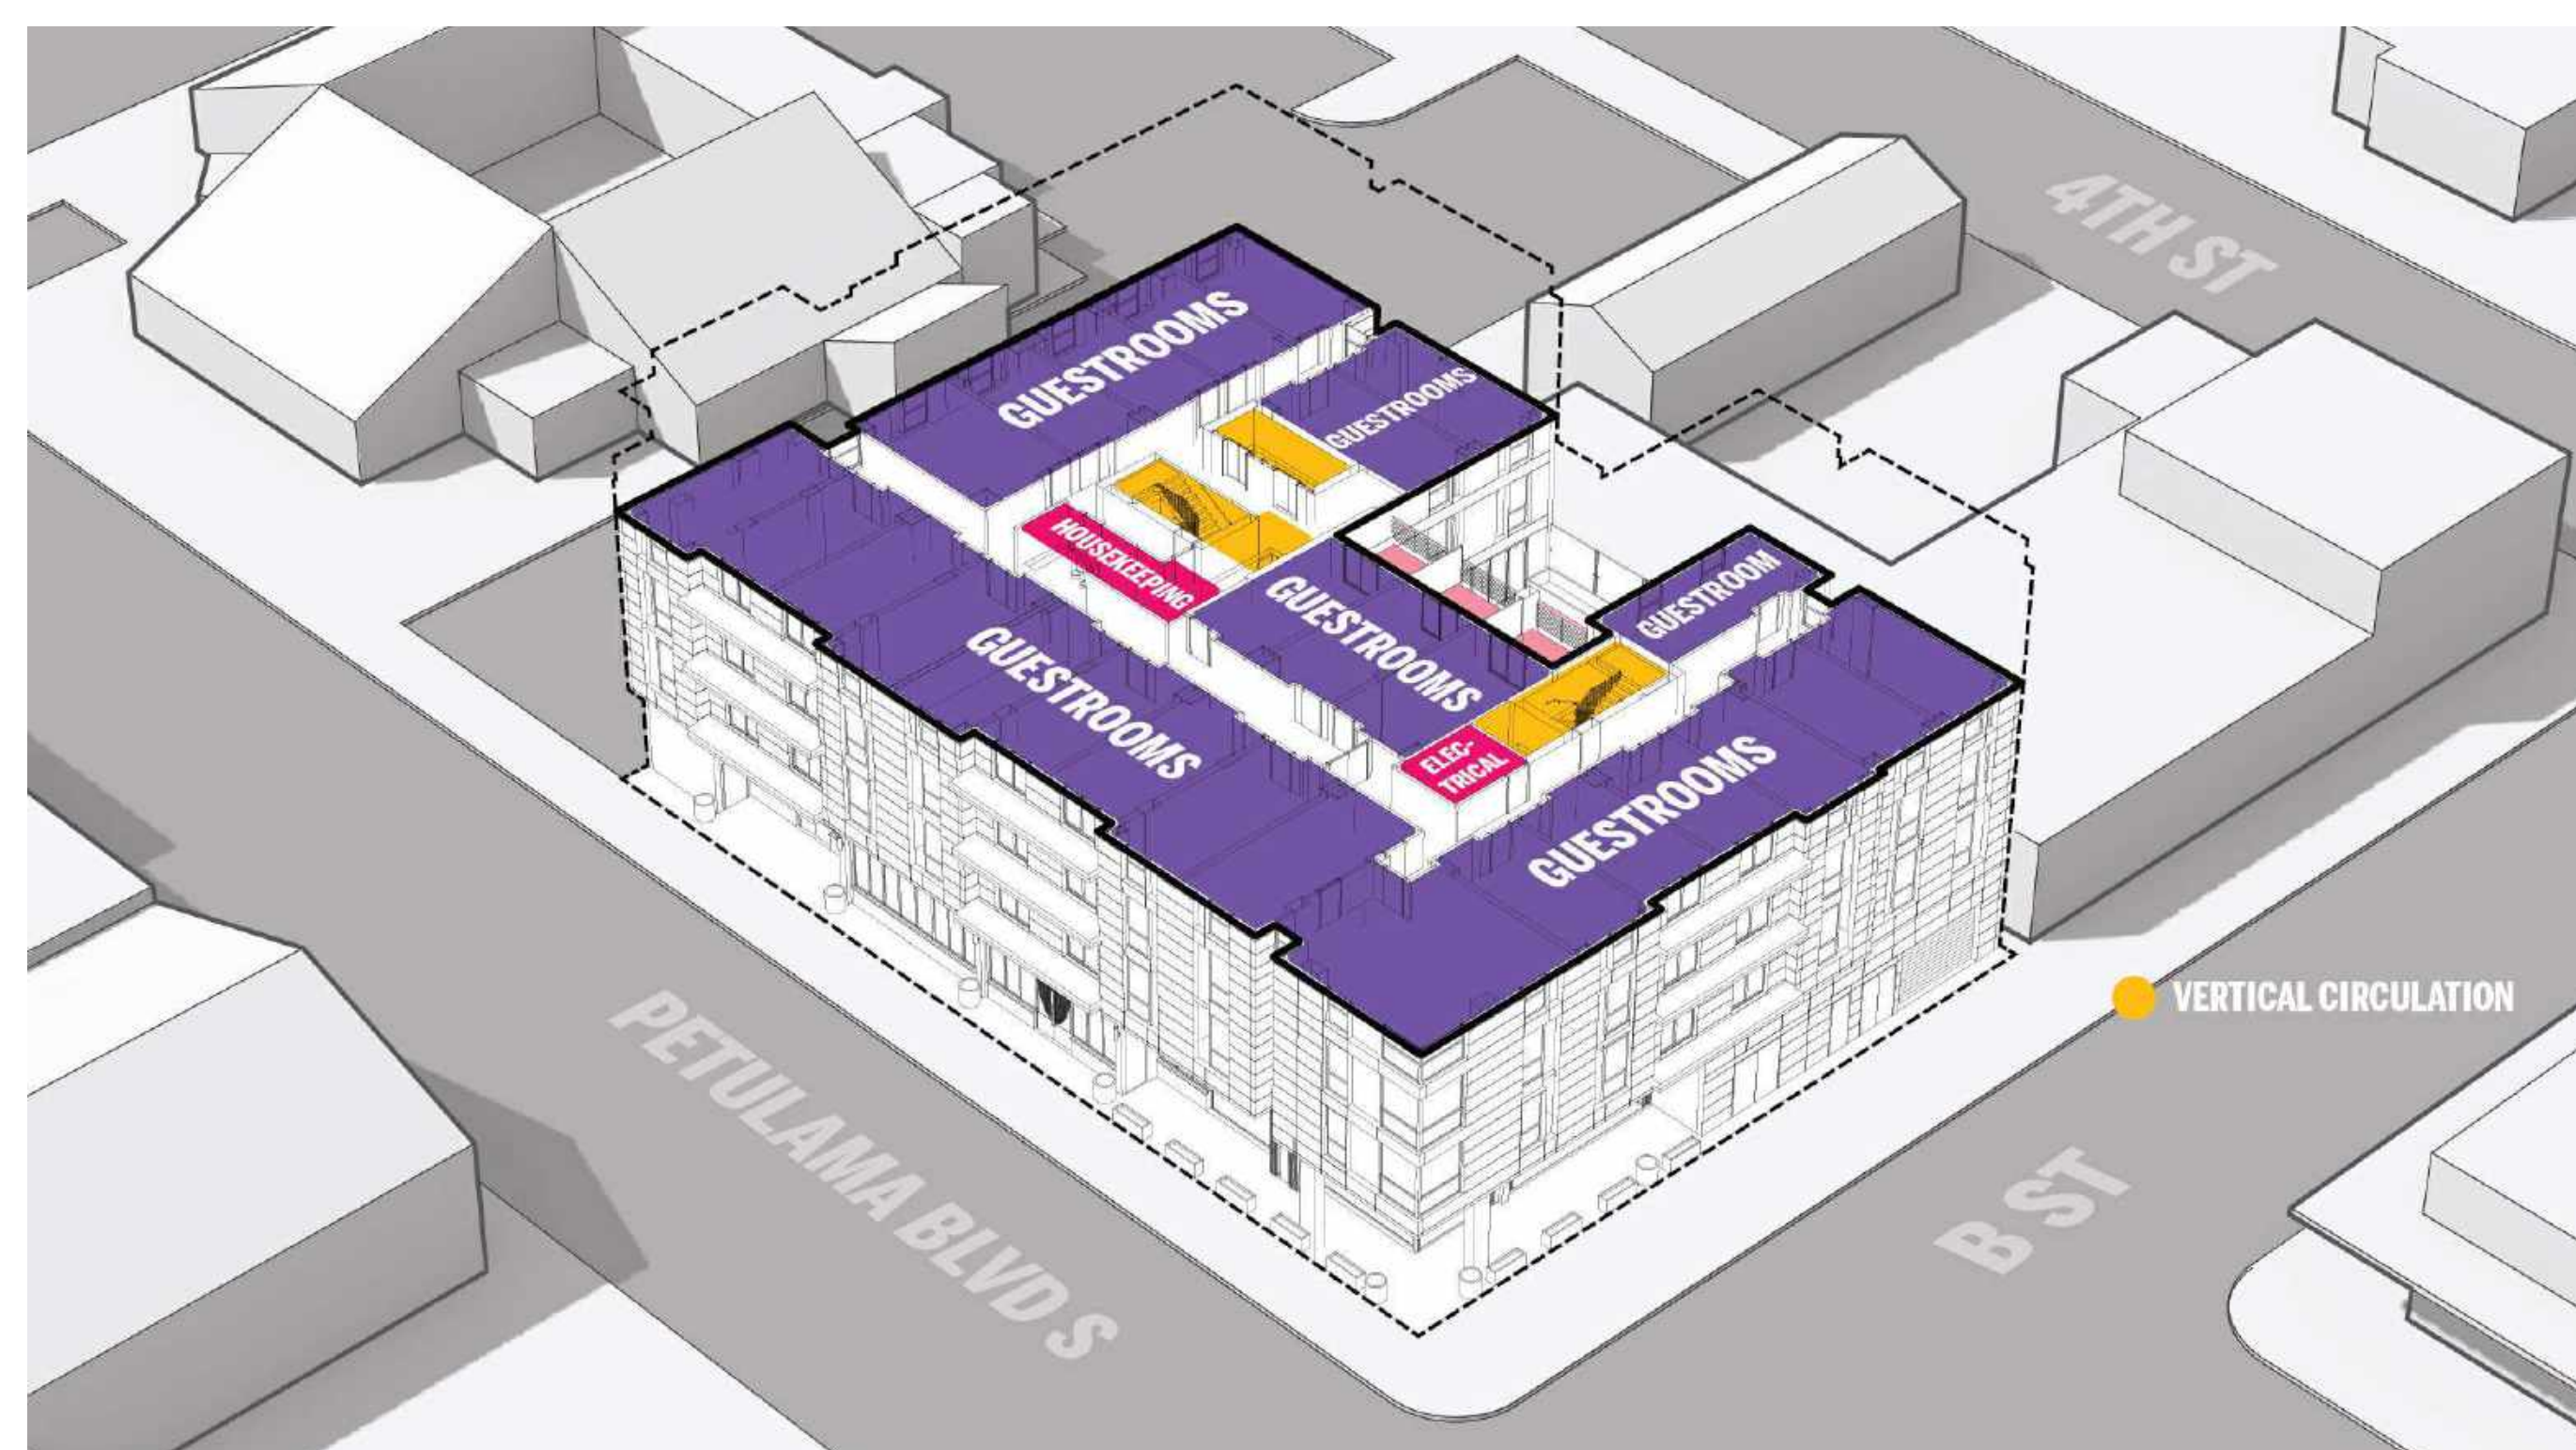 4TH ST
GUESTROOMS
GUESTROOMS
HOUSEKEEPING
GUESTROOMS
GUESTROOM
GUESTROOMS
ELEC-
TRICAL
GUESTROOMS
VERTICAL CIRCULATION
PETULAMA BLVD S
B ST